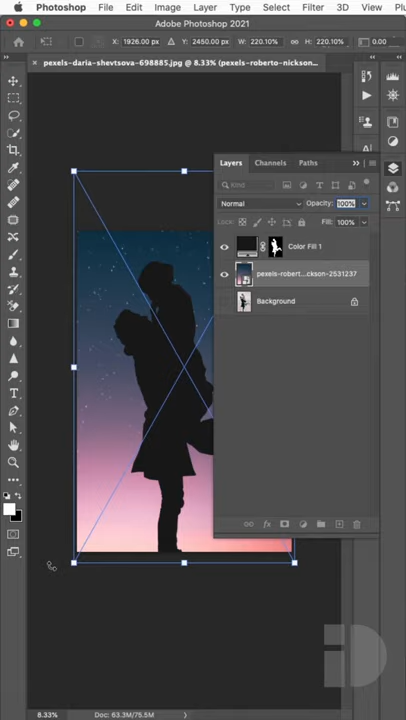 Photoshop File Edit Image Layer Type Select Filter 3D View
Adobe Photoshop 2021
X: 1926.00 px Y: 2450.00 px W: 220.10% H: 220.10% 0.00
pexels-daria-shevtsova-698885.jpg @ 8.33% (pexels-roberto-nickson...
Layers Channels Paths
Kind
Normal Opacity: 100%
Lock: Fill: 100%
Color Fill 1
pexels-robert...ckson-2531237
Background
8.33% Doc: 63.3M/75.5M